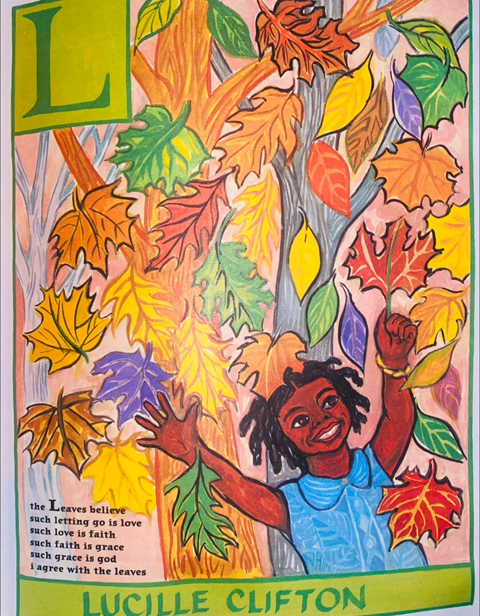 L
the Leaves believe
such letting go is love
such love is faith
such faith is grace
such grace is god
i agree with the leaves
LUCILLE CLIFTON